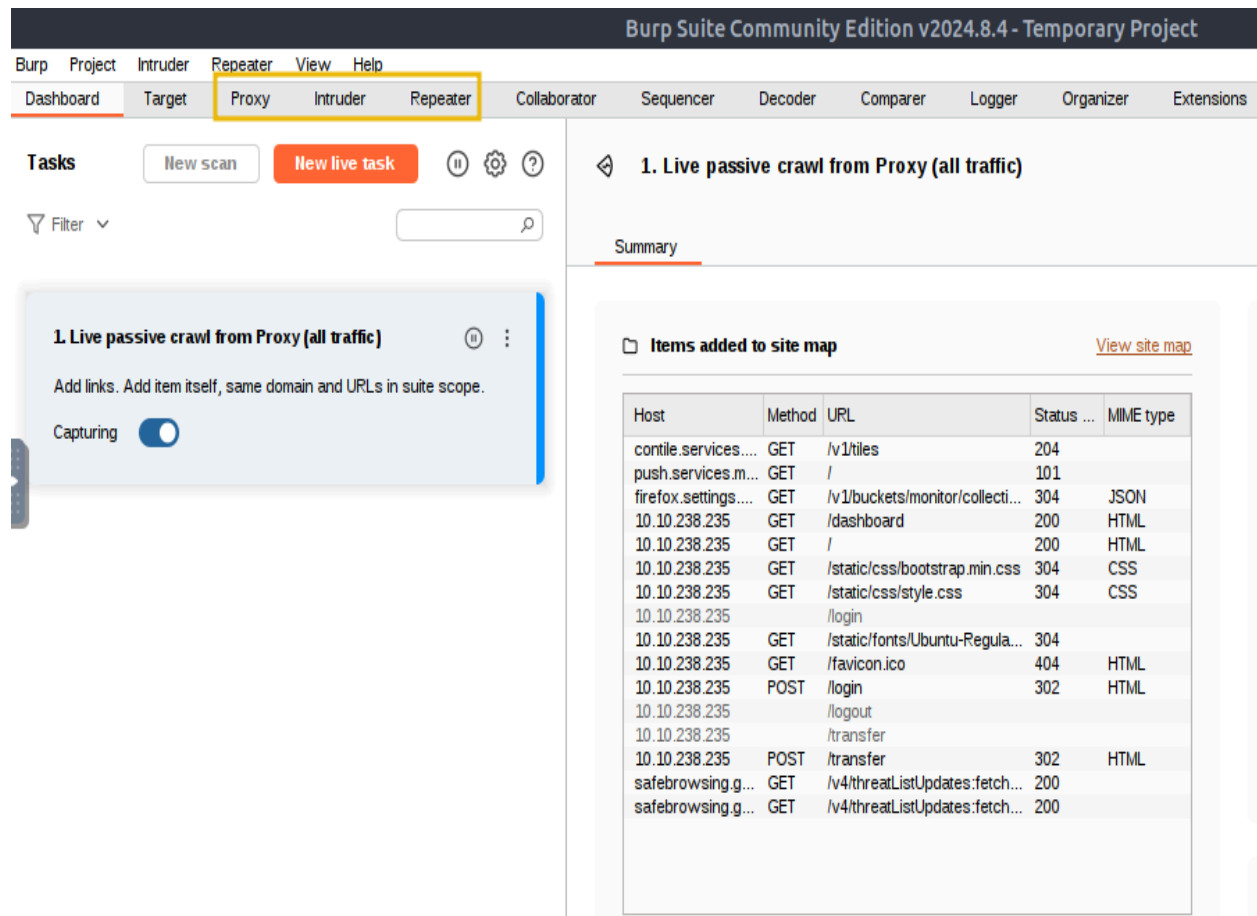 Burp Suite Community Edition v2024.8.4 - Temporary Project
Burp Project Intruder Repeater View Help
Dashboard Target Proxy Intruder Repeater Collaborator Sequencer Decoder Comparer Logger Organizer Extensions
Tasks New scan New live task
Filter
1. Live passive crawl from Proxy (all traffic)
Add links. Add item itself, same domain and URLs in suite scope.
Capturing
1. Live passive crawl from Proxy (all traffic)
Summary
Items added to site map View site map
Host Method URL Status ... MIME type
contile.services.... GET /v1/tiles 204
push.services.m... GET / 101
firefox.settings.... GET /v1/buckets/monitor/collecti... 304 JSON
10.10.238.235 GET /dashboard 200 HTML
10.10.238.235 GET / 200 HTML
10.10.238.235 GET /static/css/bootstrap.min.css 304 CSS
10.10.238.235 GET /static/css/style.css 304 CSS
10.10.238.235 /login
10.10.238.235 GET /static/fonts/Ubuntu-Regula... 304
10.10.238.235 GET /favicon.ico 404 HTML
10.10.238.235 POST /login 302 HTML
10.10.238.235 /logout
10.10.238.235 /transfer
10.10.238.235 POST /transfer 302 HTML
safebrowsing.g... GET /v4/threatListUpdates:fetch... 200
safebrowsing.g... GET /v4/threatListUpdates:fetch... 200